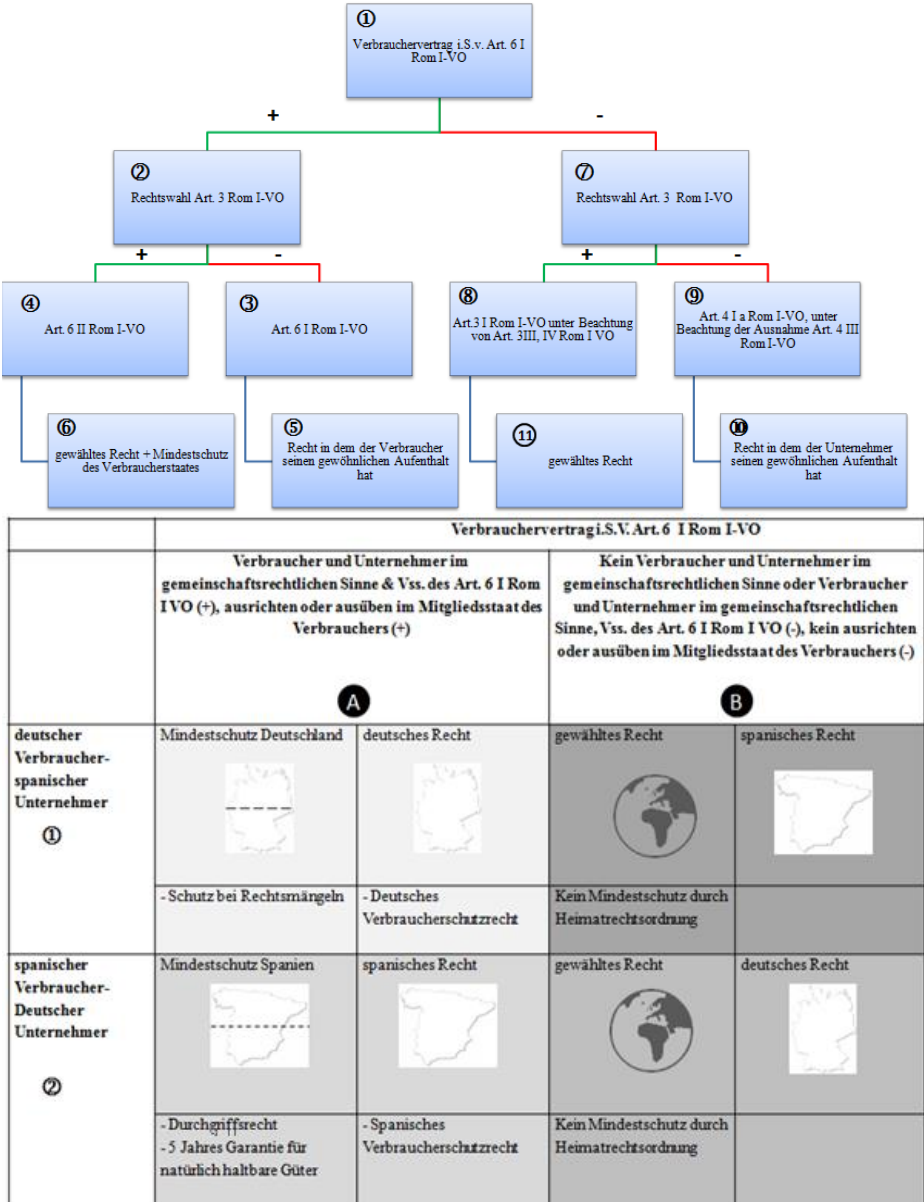 ①
Verbrauchervertrag i.S.v. Art. 6 I
Rom I-VO
+
-
②
Rechtswahl Art. 3 Rom I-VO
⑦
Rechtswahl Art. 3 Rom I-VO
+
-
+
-
④
Art. 6 II Rom I-VO
③
Art. 6 I Rom I-VO
⑧
Art.3 I Rom I-VO unter Beachtung
von Art. 3III, IV Rom I VO
⑨
Art. 4 I a Rom I-VO, unter
Beachtung der Ausnahme Art. 4 III
Rom I-VO
⑥
gewähltes Recht + Mindestschutz
des Verbraucherstaates
⑤
Recht in dem der Verbraucher
seinen gewöhnlichen Aufenthalt
hat
⑪
gewähltes Recht
⑩
Recht in dem der Unternehmer
seinen gewöhnlichen Aufenthalt
hat
Verbrauchervertrag i.S.V. Art. 6 I Rom I-VO
Verbraucher und Unternehmer im
gemeinschaftsrechtlichen Sinne & Vss. des Art. 6 I Rom
I VO (+), ausrichten oder ausüben im Mitgliedsstaat des
Verbrauchers (+)
A
Kein Verbraucher und Unternehmer im
gemeinschaftsrechtlichen Sinne oder Verbraucher
und Unternehmer im gemeinschaftsrechtlichen
Sinne, Vss. des Art. 6 I Rom I VO (-), kein ausrichten
oder ausüben im Mitgliedsstaat des Verbrauchers (-)
B
deutscher
Verbraucher-
spanischer
Unternehmer
①
Mindestschutz Deutschland
deutsches Recht
gewähltes Recht
spanisches Recht
- Schutz bei Rechtsmängeln
- Deutsches
Verbraucherschutzrecht
Kein Mindestschutz durch
Heimatrechtsordnung
spanischer
Verbraucher-
Deutscher
Unternehmer
②
Mindestschutz Spanien
spanisches Recht
gewähltes Recht
deutsches Recht
- Durchgriffsrecht
- 5 Jahres Garantie für
natürlich haltbare Güter
- Spanisches
Verbraucherschutzrecht
Kein Mindestschutz durch
Heimatrechtsordnung